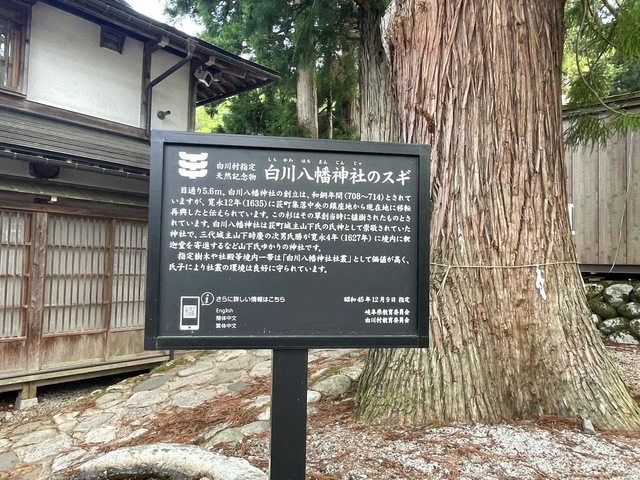 白川村指定
天然記念物
しら かわ はち まん じん じゃ
白川八幡神社のスギ
目通り5.6m。白川八幡神社の創立は、和銅年間(708〜714)とされて
いますが、寛永12年(1635)に荻町集落中央の鎮座地から現在地に移転
再興したと伝えられています。この杉はその草創当時に植樹されたものとさ
れます。白川八幡神社は荻町城主山下氏の氏神として崇敬されていた
神社で、三代城主山下時慶の次男氏勝が寛永4年(1627年)に境内に釈
迦堂を寄進するなど山下氏ゆかりの神社です。
指定樹木や社殿等境内一帯は「白川八幡神社社叢」として価値が高く、
氏子により社叢の環境は良好に守られています。
さらに詳しい情報はこちら
English
簡体中文
繁体中文
昭和45年12月9日 指定
岐阜県教育委員会
白川村教育委員会